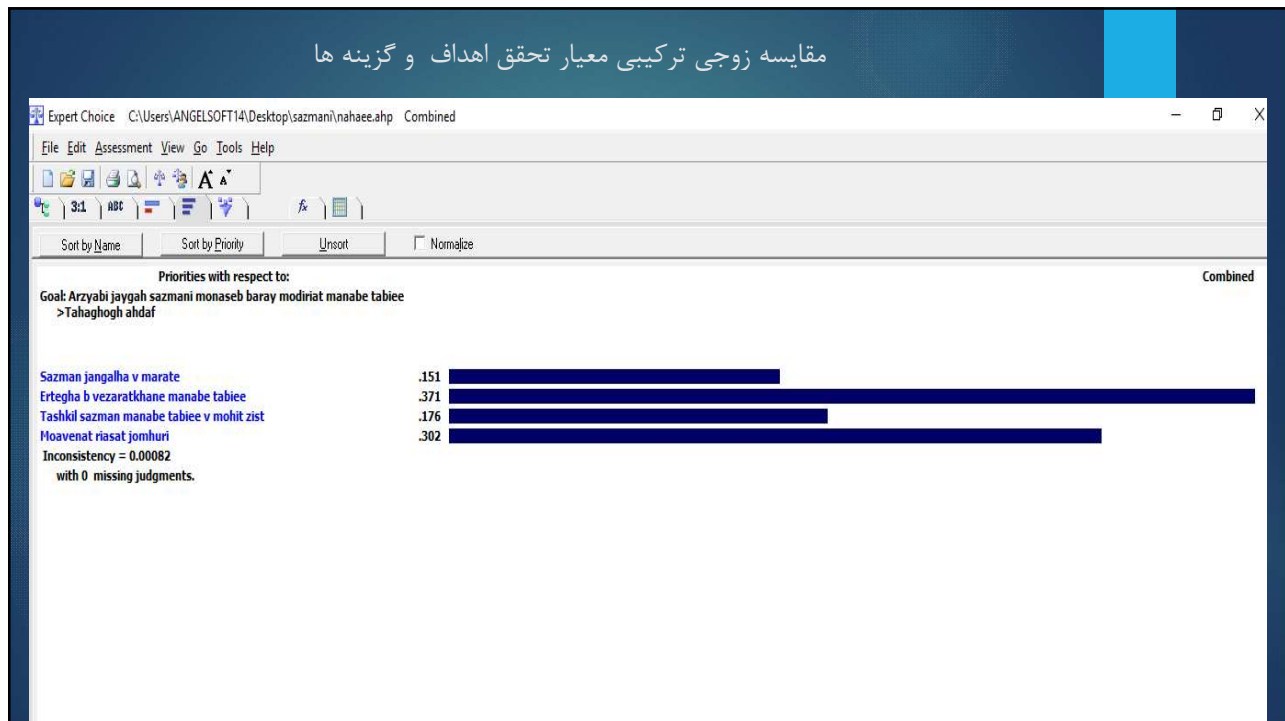 مقایسه زوجی ترکیبی معیار تحقق اهداف و گزینه ها
Expert Choice C:\Users\ANGELSOFT14\Desktop\sazmani\nahaee.ahp Combined
File Edit Assessment View Go Tools Help
A A
3:1 ABC fx
Sort by Name Sort by Priority Unsort Normalize
Priorities with respect to: Combined
Goal: Arzyabi jaygah sazmani monaseb baray modiriat manabe tabiee
>Tahaghogh ahdaf
Sazman jangalha v marate .151
Ertegha b vezaratkhane manabe tabiee .371
Tashkil sazman manabe tabiee v mohit zist .176
Moavenat riasat jomhuri .302
Inconsistency = 0.00082
with 0 missing judgments.